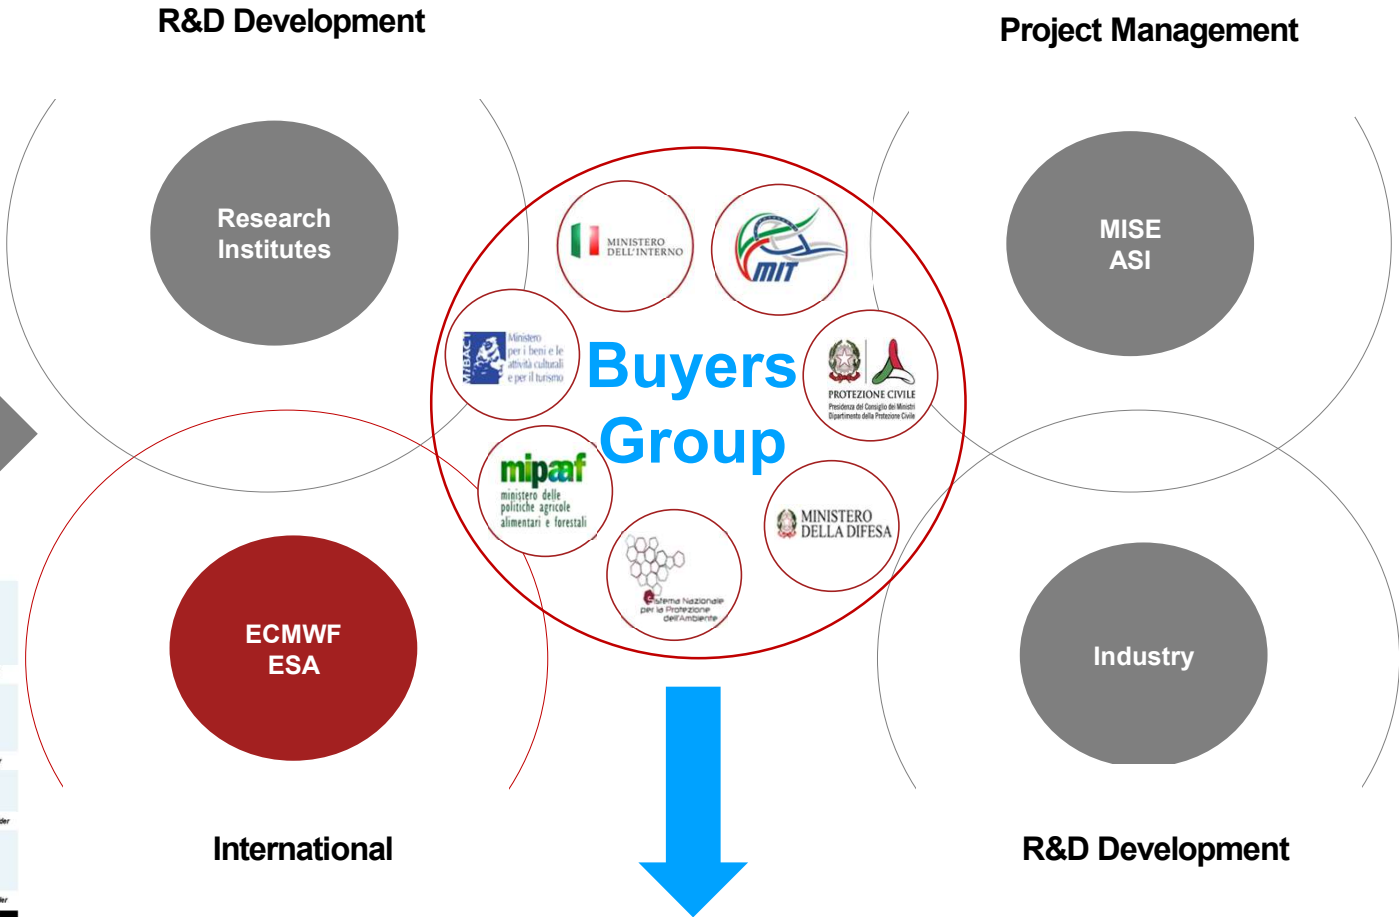 R&D Development
Project Management
Research
Institutes
MISE
ASI
MINISTERO
DELL'INTERNO
MIT
MiBACT
Ministero
per i beni e le
attività culturali
e per il turismo
Buyers
Group
PROTEZIONE CIVILE
Presidenza del Consiglio dei Ministri
Dipartimento della Protezione Civile
mipaaf
ministero delle
politiche agricole
alimentari e forestali
MINISTERO
DELLA DIFESA
Sistema Nazionale
per la Protezione
dell'Ambiente
ECMWF
ESA
Industry
International
R&D Development